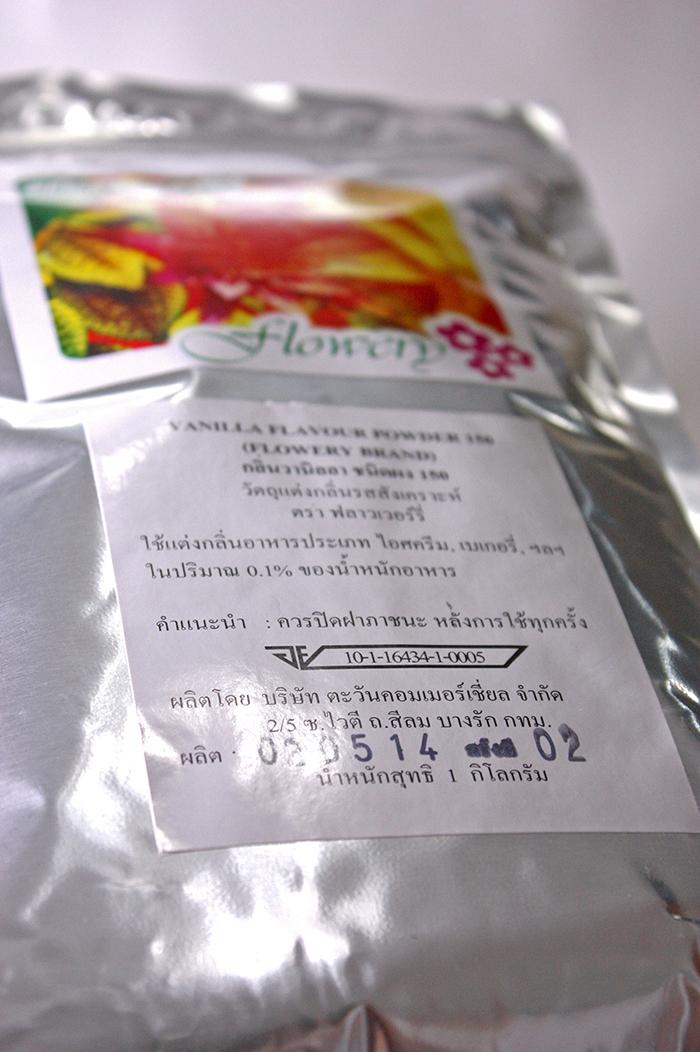 Flowery
VANILLA FLAVOUR POWDER 150
(FLOWERY BRAND)
กลิ่นวานิลลา ชนิดผง 150
วัตถุแต่งกลิ่นรสสังเคราะห์
ตรา ฟลาวเวอร์รี่
ใช้แต่งกลิ่นอาหารประเภท ไอศครีม, เบเกอรี่, ฯลฯ
ในปริมาณ 0.1% ของน้ำหนักอาหาร
คำแนะนำ : ควรปิดฝาภาชนะ หลังการใช้ทุกครั้ง
10-1-16434-1-0005
ผลิตโดย บริษัท ตะวันคอมเมอร์เชี่ยล จำกัด
2/5 ซ.ไวตี ถ.สีลม บางรัก กทม.
ผลิต : 020514 ครั้งที่ 02
น้ำหนักสุทธิ 1 กิโลกรัม